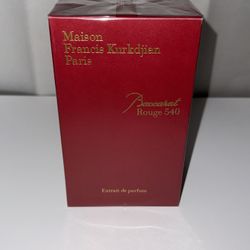 Maison
Francis Kurkdjian
Paris
Baccarat
Rouge 540
Extrait de parfum